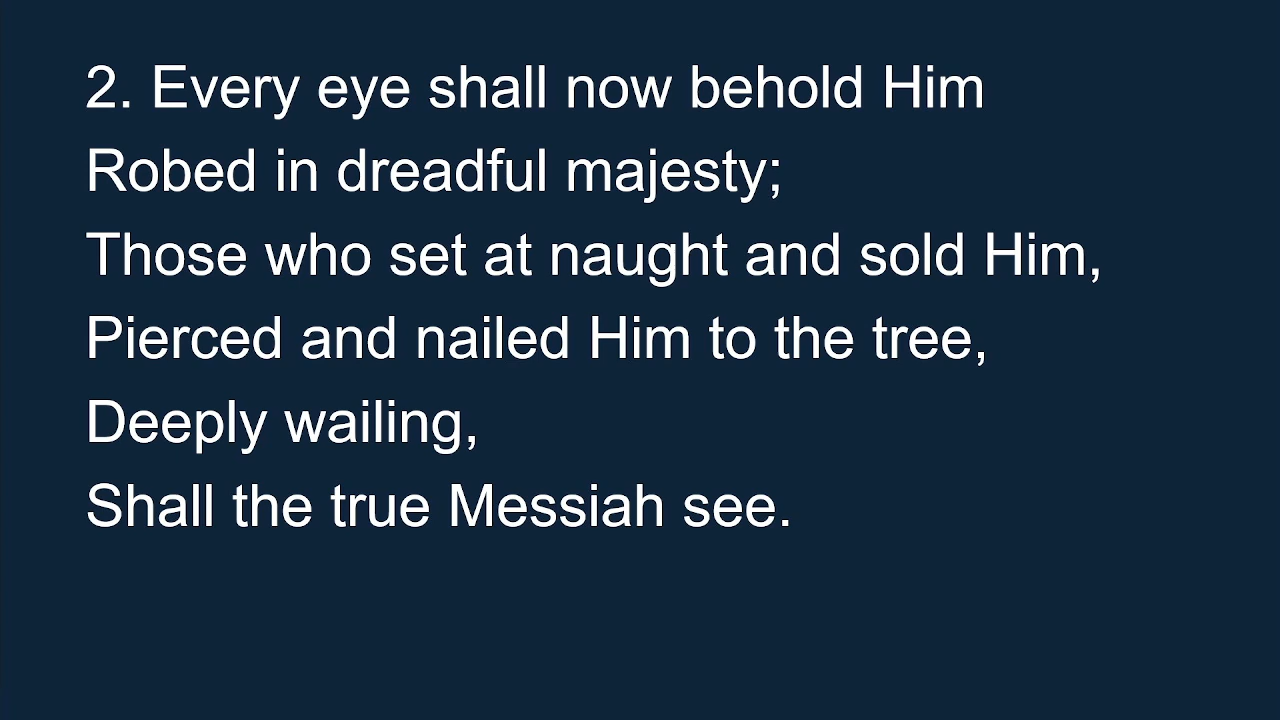 2. Every eye shall now behold Him
Robed in dreadful majesty;
Those who set at naught and sold Him,
Pierced and nailed Him to the tree,
Deeply wailing,
Shall the true Messiah see.